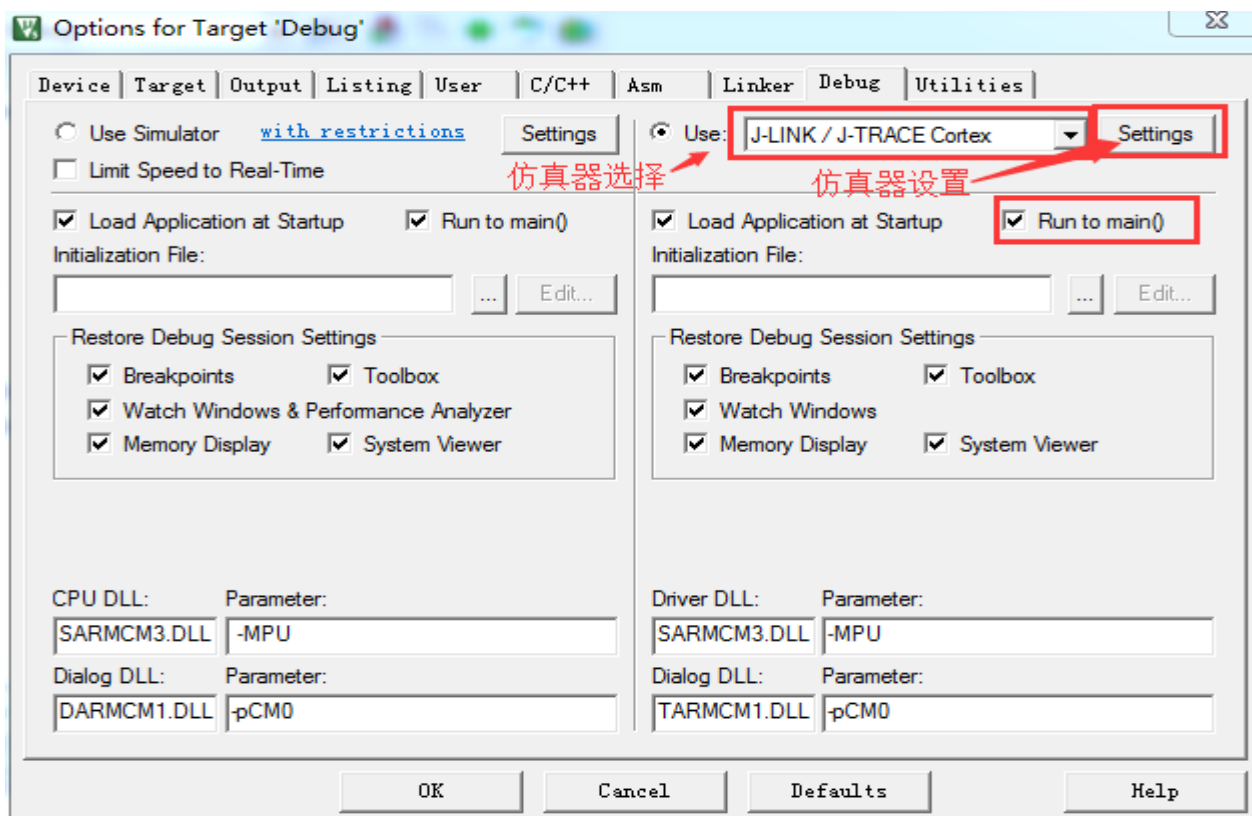 Options for Target 'Debug'
Device Target Output Listing User C/C++ Asm Linker Debug Utilities
Use Simulator with restrictions Settings
Limit Speed to Real-Time
Load Application at Startup Run to main()
Initialization File:
... Edit...
Restore Debug Session Settings
Breakpoints Toolbox
Watch Windows & Performance Analyzer
Memory Display System Viewer
CPU DLL: Parameter:
SARMCM3.DLL -MPU
Dialog DLL: Parameter:
DARMCM1.DLL -pCM0
Use: J-LINK / J-TRACE Cortex Settings
仿真器选择 仿真器设置
Load Application at Startup Run to main()
Initialization File:
... Edit...
Restore Debug Session Settings
Breakpoints Toolbox
Watch Windows
Memory Display System Viewer
Driver DLL: Parameter:
SARMCM3.DLL -MPU
Dialog DLL: Parameter:
TARMCM1.DLL -pCM0
OK Cancel Defaults Help